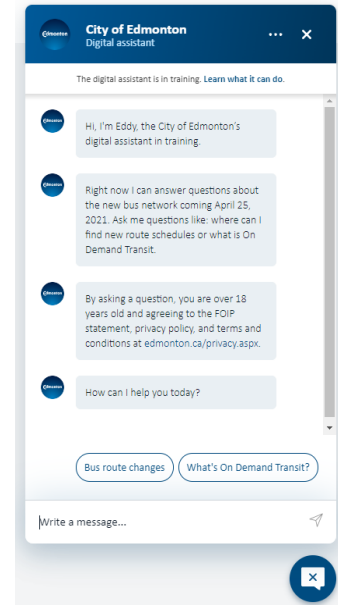 Edmonton
City of Edmonton
Digital assistant
The digital assistant is in training. Learn what it can do.
Edmonton
Hi, I'm Eddy, the City of Edmonton's
digital assistant in training.
Edmonton
Right now I can answer questions about
the new bus network coming April 25,
2021. Ask me questions like: where can I
find new route schedules or what is On
Demand Transit.
Edmonton
By asking a question, you are over 18
years old and agreeing to the FOIP
statement, privacy policy, and terms and
conditions at edmonton.ca/privacy.aspx.
Edmonton
How can I help you today?
Bus route changes
What's On Demand Transit?
Write a message...